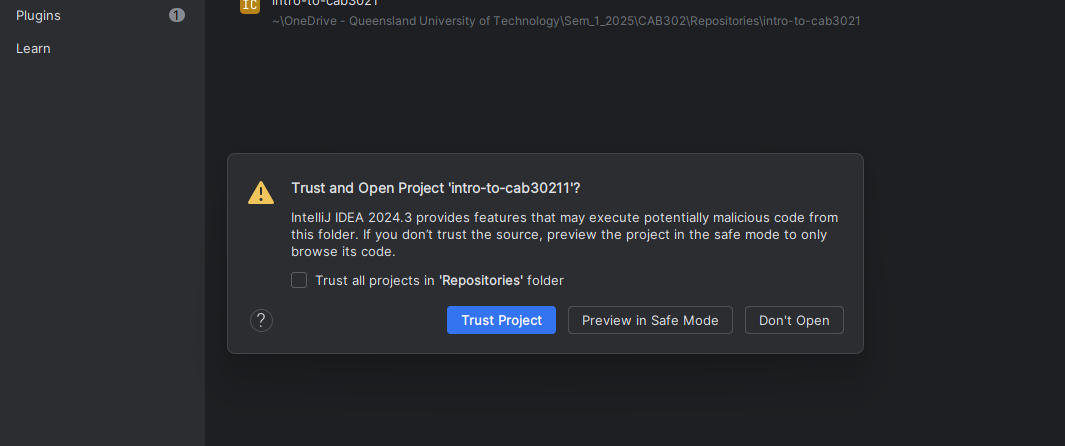 Plugins
1
Learn
IC
intro-to-cab3021
~\OneDrive - Queensland University of Technology\Sem_1_2025\CAB302\Repositories\intro-to-cab3021
Trust and Open Project 'intro-to-cab30211'?
IntelliJ IDEA 2024.3 provides features that may execute potentially malicious code from
this folder. If you don’t trust the source, preview the project in the safe mode to only
browse its code.
Trust all projects in 'Repositories' folder
?
Trust Project
Preview in Safe Mode
Don't Open